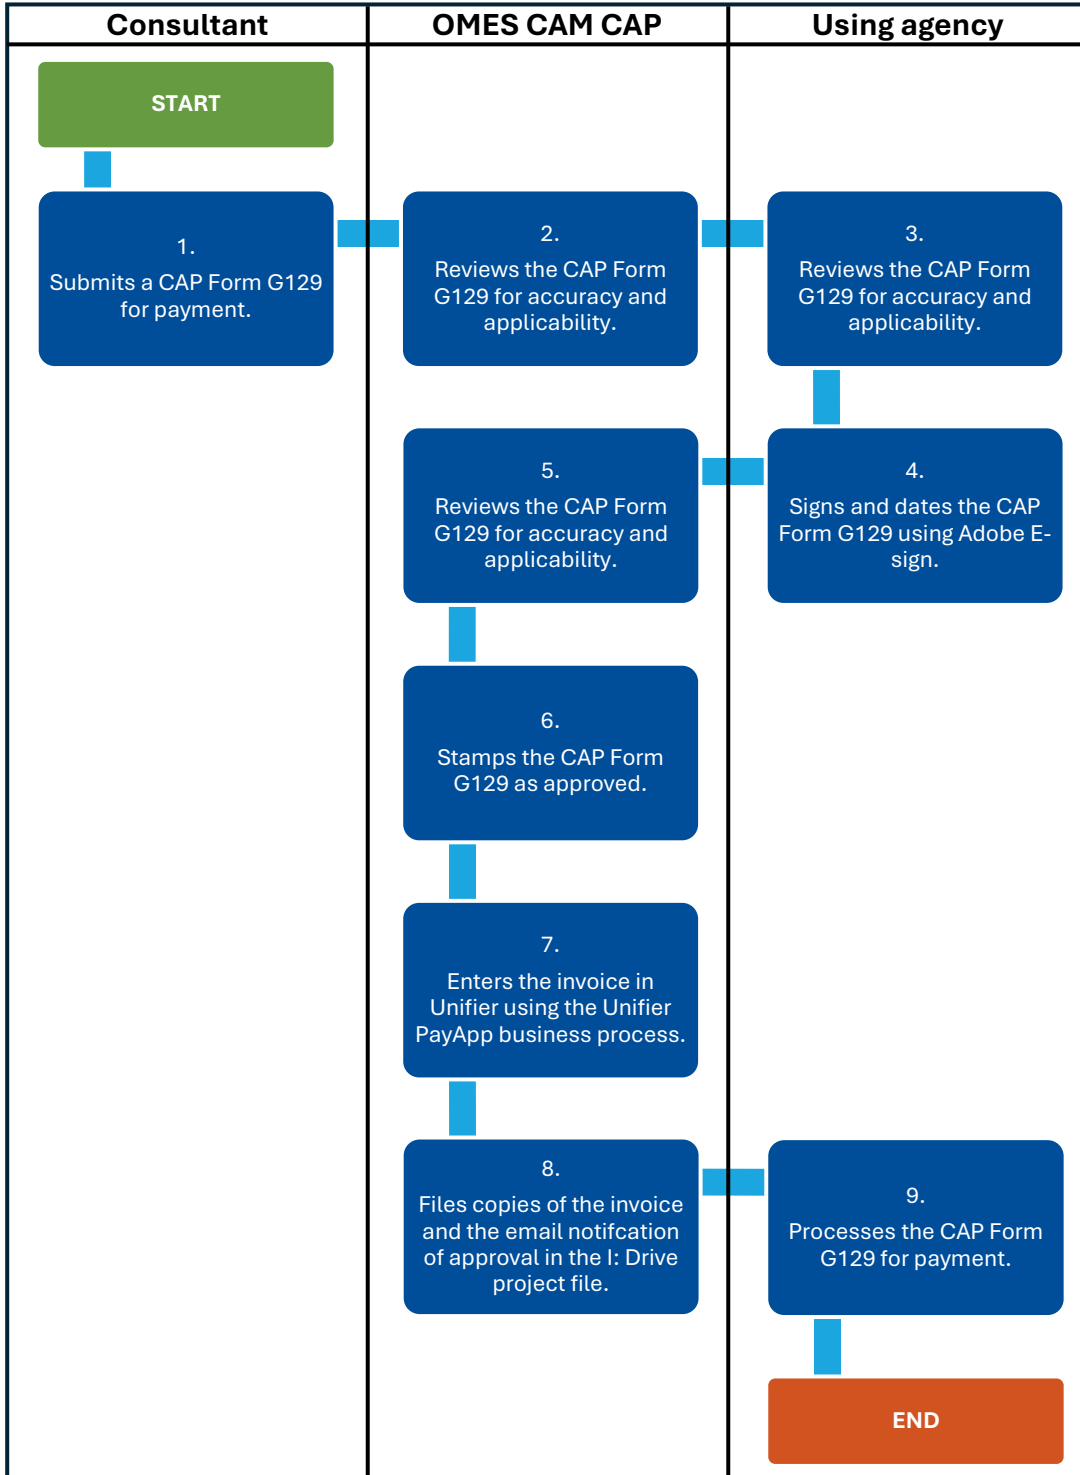 Consultant
OMES CAM CAP
Using agency
START
1.
Submits a CAP Form G129
for payment.
2.
Reviews the CAP Form
G129 for accuracy and
applicability.
3.
Reviews the CAP Form
G129 for accuracy and
applicability.
4.
Signs and dates the CAP
Form G129 using Adobe E-
sign.
5.
Reviews the CAP Form
G129 for accuracy and
applicability.
6.
Stamps the CAP Form
G129 as approved.
7.
Enters the invoice in
Unifier using the Unifier
PayApp business process.
8.
Files copies of the invoice
and the email notifcation
of approval in the I: Drive
project file.
9.
Processes the CAP Form
G129 for payment.
END